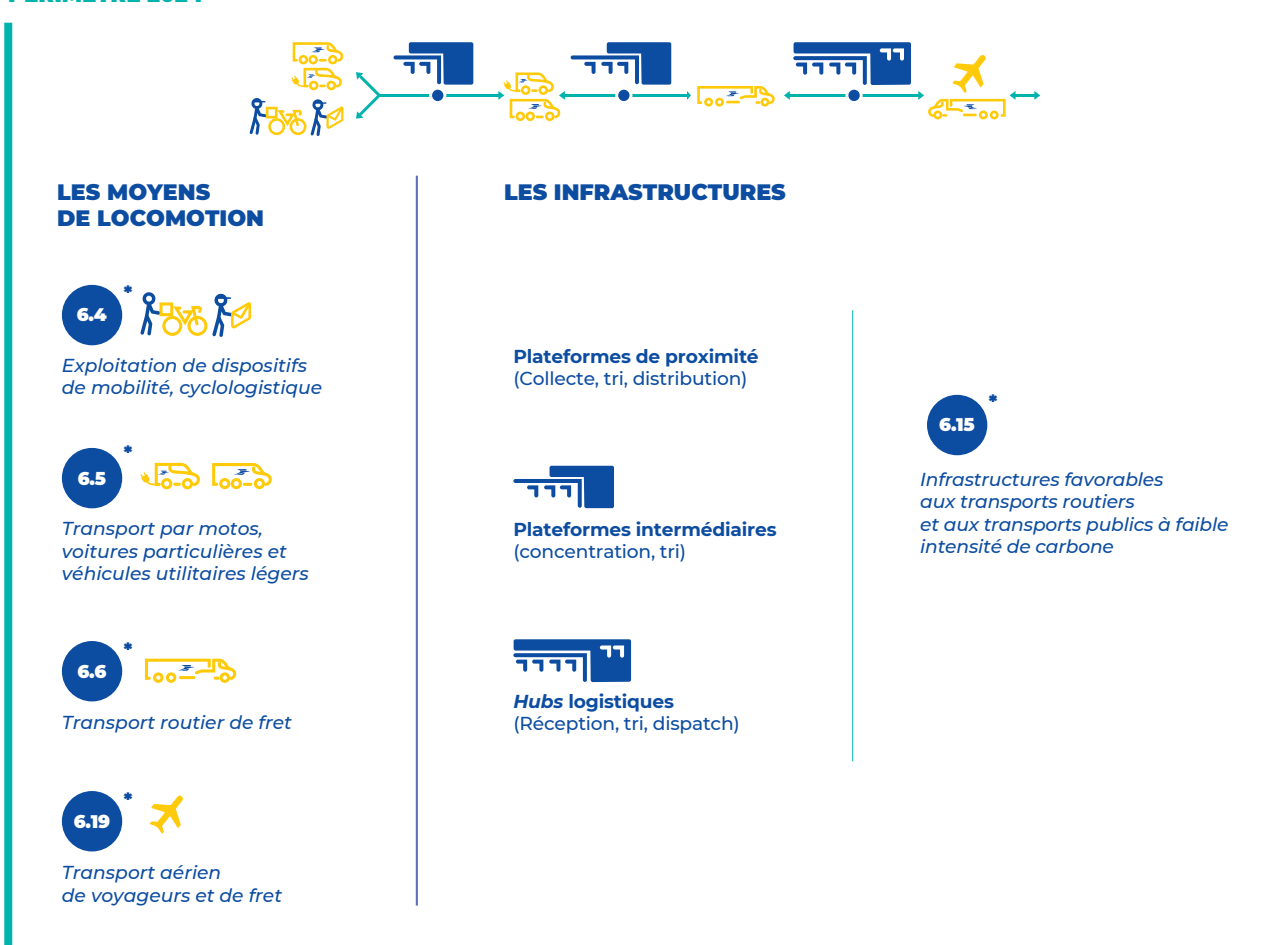 LES MOYENS
DE LOCOMOTION
6.4*
Exploitation de dispositifs
de mobilité, cyclologistique
6.5*
Transport par motos,
voitures particulières et
véhicules utilitaires légers
6.6*
Transport routier de fret
6.19*
Transport aérien
de voyageurs et de fret
LES INFRASTRUCTURES
Plateformes de proximité
(Collecte, tri, distribution)
Plateformes intermédiaires
(concentration, tri)
Hubs logistiques
(Réception, tri, dispatch)
6.15*
Infrastructures favorables
aux transports routiers
et aux transports publics à faible
intensité de carbone